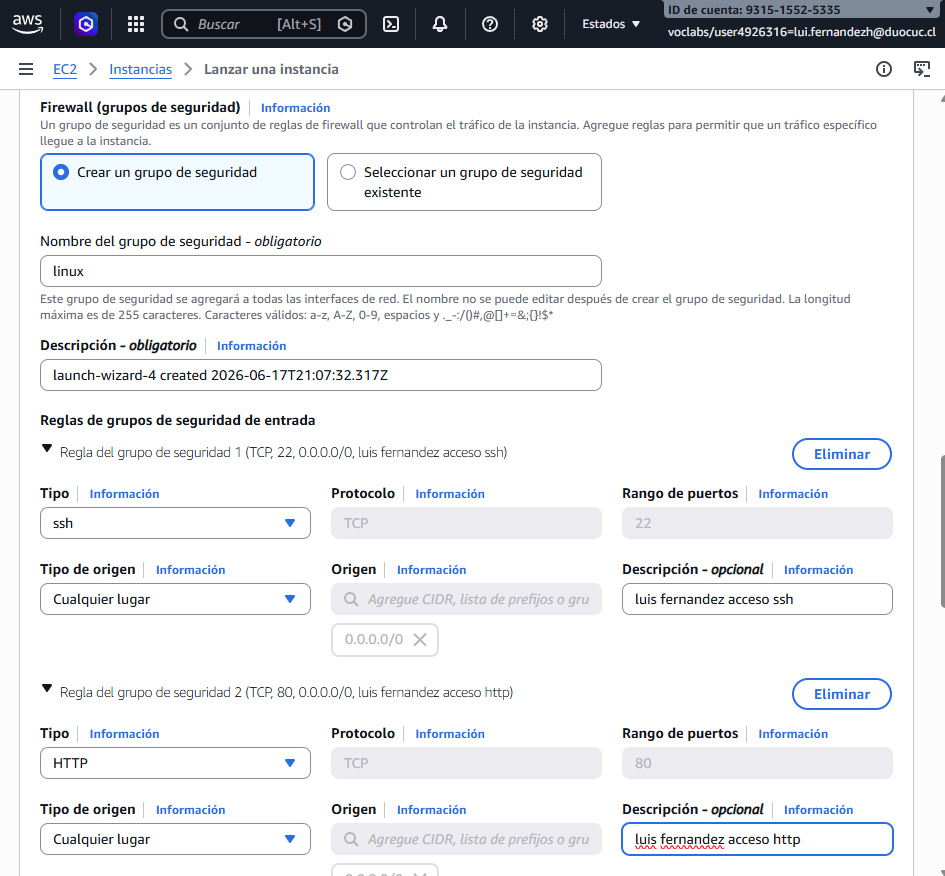 aws
Buscar [Alt+S]
Estados
ID de cuenta: 9315-1552-5335
voclabs/user4926316=lui.fernandezh@duocuc.cl
EC2 > Instancias > Lanzar una instancia
Firewall (grupos de seguridad) Información
Un grupo de seguridad es un conjunto de reglas de firewall que controlan el tráfico de la instancia. Agregue reglas para permitir que un tráfico específico
llegue a la instancia.
Crear un grupo de seguridad
Seleccionar un grupo de seguridad
existente
Nombre del grupo de seguridad - obligatorio
linux
Este grupo de seguridad se agregará a todas las interfaces de red. El nombre no se puede editar después de crear el grupo de seguridad. La longitud
máxima es de 255 caracteres. Caracteres válidos: a-z, A-Z, 0-9, espacios y ._-:/()#,@[]+=&;{}!$*
Descripción - obligatorio Información
launch-wizard-4 created 2026-06-17T21:07:32.317Z
Reglas de grupos de seguridad de entrada
Regla del grupo de seguridad 1 (TCP, 22, 0.0.0.0/0, luis fernandez acceso ssh) Eliminar
Tipo Información Protocolo Información Rango de puertos Información
ssh TCP 22
Tipo de origen Información Origen Información Descripción - opcional Información
Cualquier lugar Agregue CIDR, lista de prefijos o gru luis fernandez acceso ssh
0.0.0.0/0
Regla del grupo de seguridad 2 (TCP, 80, 0.0.0.0/0, luis fernandez acceso http) Eliminar
Tipo Información Protocolo Información Rango de puertos Información
HTTP TCP 80
Tipo de origen Información Origen Información Descripción - opcional Información
Cualquier lugar Agregue CIDR, lista de prefijos o gru luis fernandez acceso http